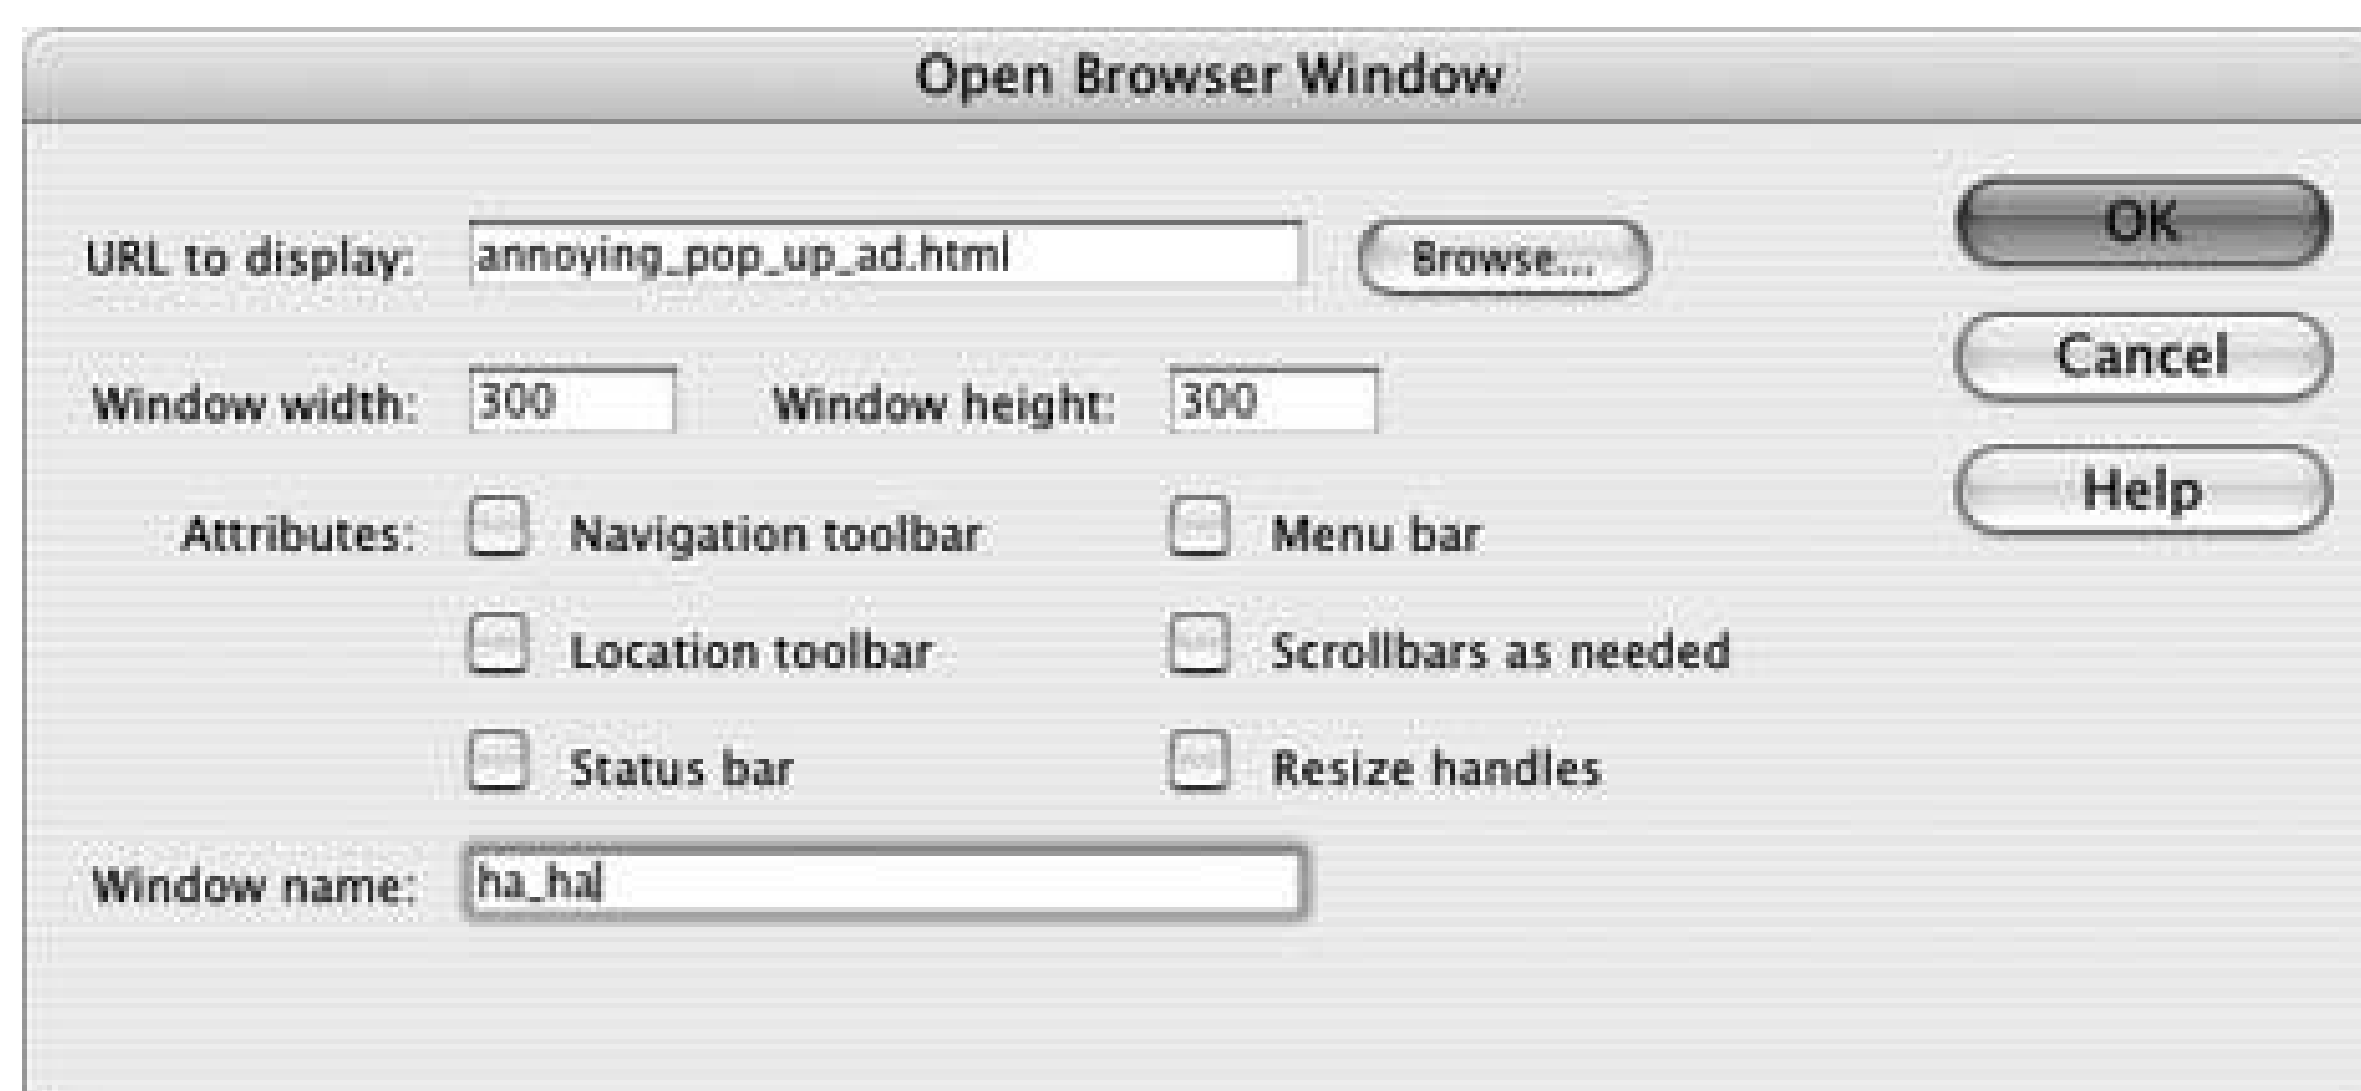 Open Browser Window
URL to display: annoying_pop_up_ad.html Browse... OK
Cancel
Window width: 300 Window height: 300
Help
Attributes: Navigation toolbar Menu bar
Location toolbar Scrollbars as needed
Status bar Resize handles
Window name: ha_ha